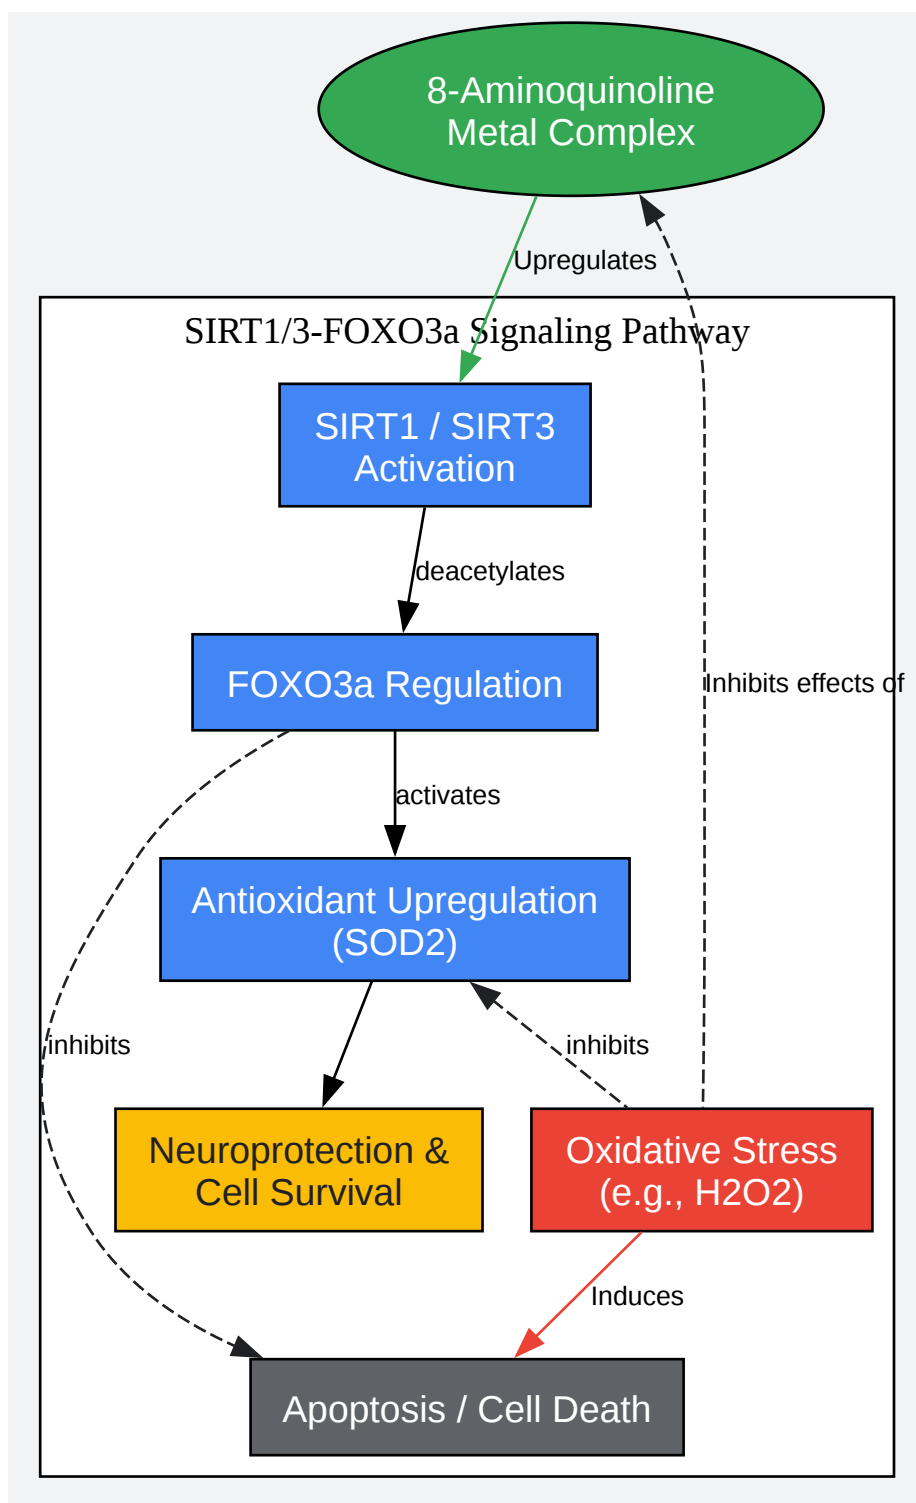 8-Aminoquinoline
Metal Complex
Upregulates
SIRT1/3-FOXO3a Signaling Pathway
SIRT1 / SIRT3
Activation
deacetylates
FOXO3a Regulation
Inhibits effects of
activates
Antioxidant Upregulation
(SOD2)
inhibits
inhibits
Neuroprotection &
Cell Survival
Oxidative Stress
(e.g., H2O2)
Induces
Apoptosis / Cell Death